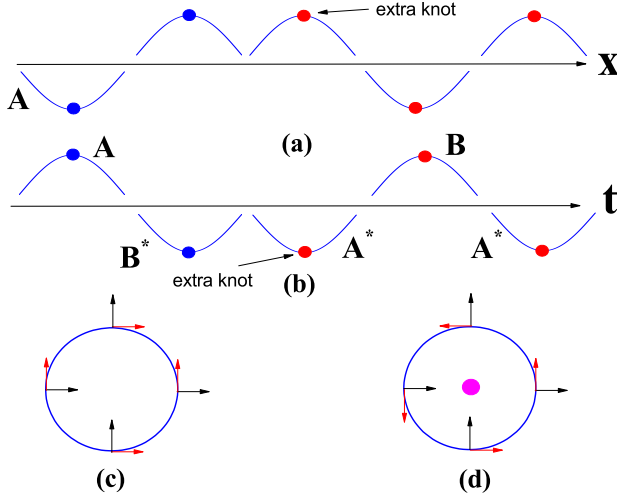 extra knot
X
A
(a)
A
B
t
B*
A*
A*
extra knot
(b)
(c)
(d)